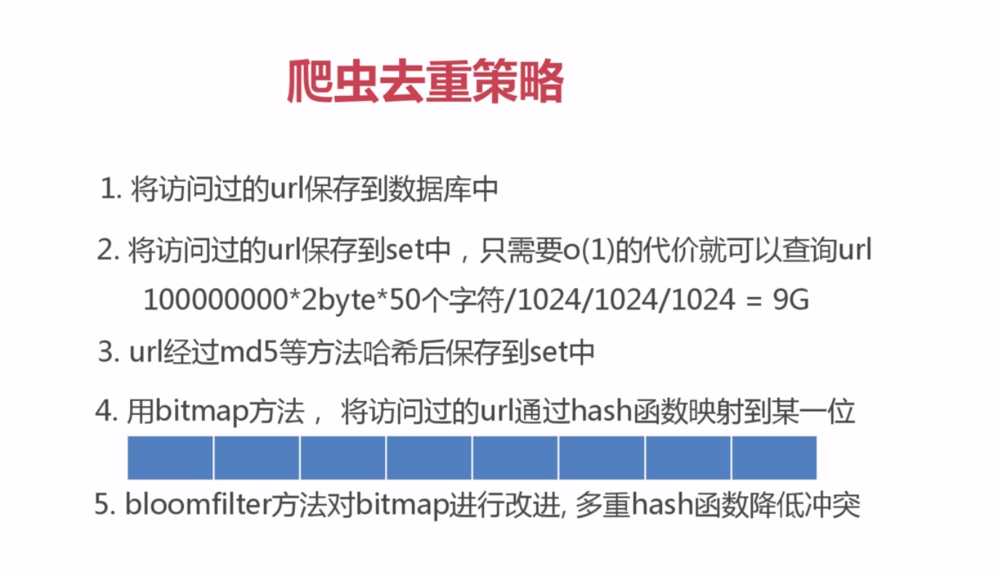 爬虫去重策略
1. 将访问过的url保存到数据库中
2. 将访问过的url保存到set中，只需要o(1)的代价就可以查询url
100000000*2byte*50个字符/1024/1024/1024 = 9G
3. url经过md5等方法哈希后保存到set中
4. 用bitmap方法， 将访问过的url通过hash函数映射到某一位
5. bloomfilter方法对bitmap进行改进, 多重hash函数降低冲突